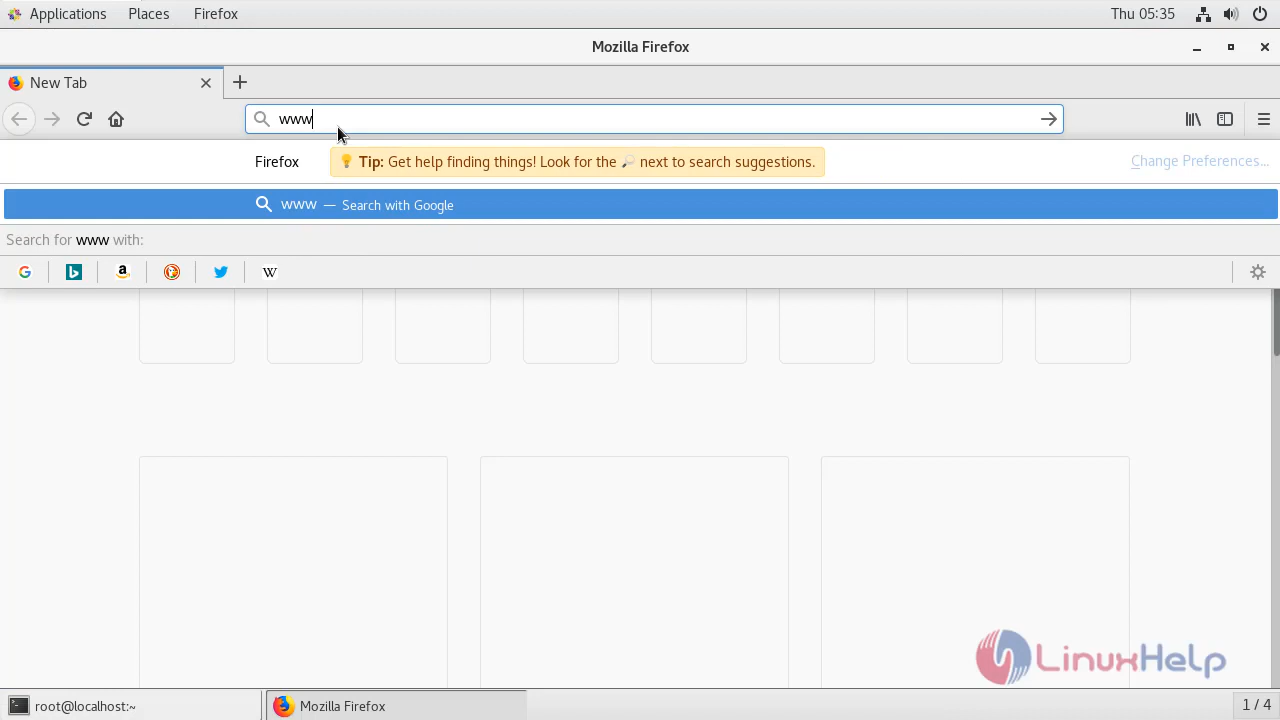 Applications Places Firefox Thu 05:35
Mozilla Firefox
New Tab
www
Firefox Tip: Get help finding things! Look for the 🔎 next to search suggestions. Change Preferences...
www — Search with Google
Search for www with:
G b a W
LinuxHelp
root@localhost:~ Mozilla Firefox 1 / 4